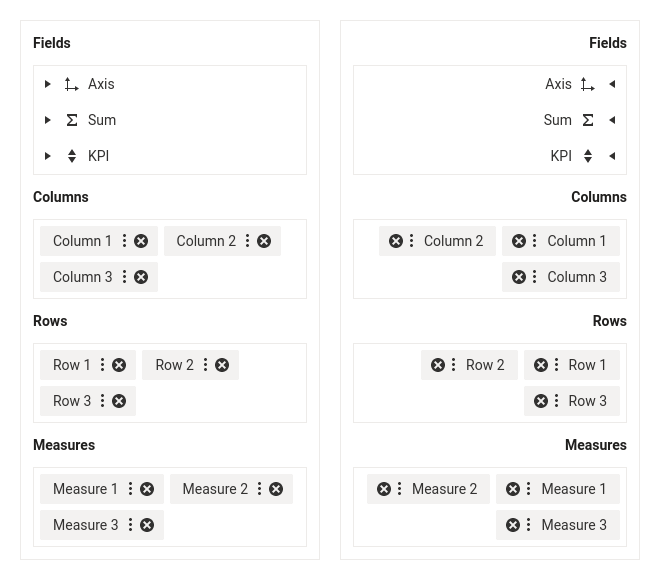 Fields
Axis
Σ Sum
KPI
Columns
Column 1 Column 2
Column 3
Rows
Row 1 Row 2
Row 3
Measures
Measure 1 Measure 2
Measure 3
Fields
Axis
Sum Σ
KPI
Columns
Column 2 Column 1
Column 3
Rows
Row 2 Row 1
Row 3
Measures
Measure 2 Measure 1
Measure 3